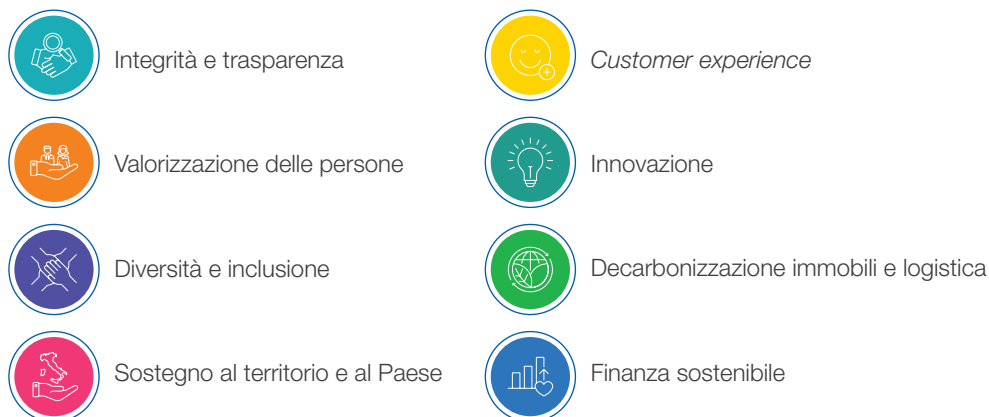 Integrità e trasparenza
Customer experience
Valorizzazione delle persone
Innovazione
Diversità e inclusione
Decarbonizzazione immobili e logistica
Sostegno al territorio e al Paese
Finanza sostenibile